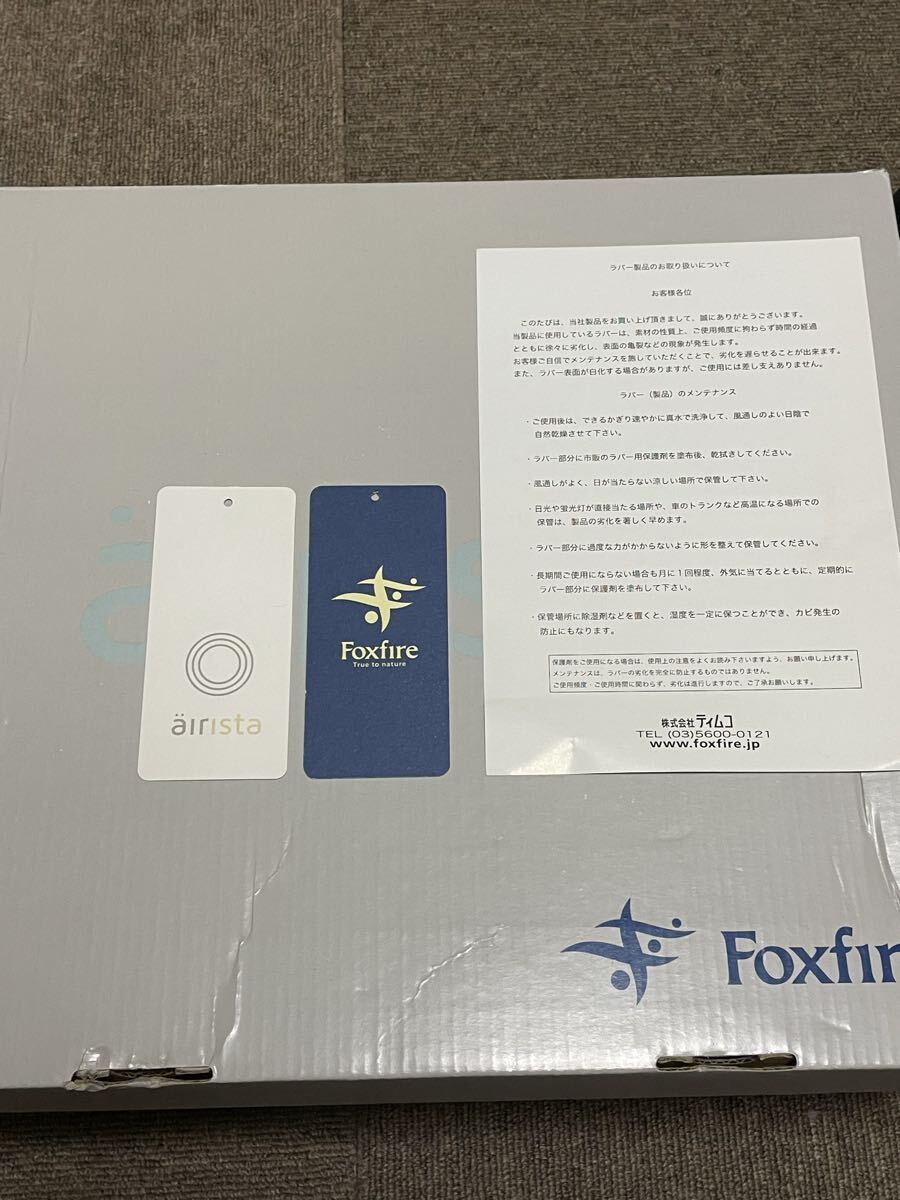 ラバー製品のお取り扱いについて
お客様各位
このたびは、当社製品をお買い上げ頂きまして、誠にありがとうございます。
当製品に使用しているラバーは、素材の性質上、ご使用頻度に拘わらず時間の経過
とともに徐々に劣化し、表面の亀裂などの現象が発生します。
お客様ご自信でメンテナンスを施していただくことで、劣化を遅らせることが出来ます。
また、ラバー表面が白化する場合がありますが、ご使用には差し支えありません。
ラバー（製品）のメンテナンス
・ご使用後は、できるかぎり速やかに真水で洗浄して、風通しのよい日陰で
自然乾燥させて下さい。
・ラバー部分に市販のラバー用保護剤を塗布後、乾拭きしてください。
・風通しがよく、日が当たらない涼しい場所で保管して下さい。
・日光や蛍光灯が直接当たる場所や、車のトランクなど高温になる場所での
保管は、製品の劣化を著しく早めます。
・ラバー部分に過度な力がかからないように形を整えて保管してください。
・長期間ご使用にならない場合も月に１回程度、外気に当てるとともに、定期的に
ラバー部分に保護剤を塗布して下さい。
・保管場所に除湿剤などを置くと、湿度を一定に保つことができ、カビ発生の
防止にもなります。
保護剤をご使用になる場合は、使用上の注意をよくお読み下さいますよう、お願い申し上げます。
メンテナンスは、ラバーの劣化を完全に防止するものではありません。
ご使用頻度・ご使用時間に関わらず、劣化は進行しますので、ご了承お願いします。
株式会社ティムコ
TEL (03)5600-0121
www.foxfire.jp
äirista
Foxfire
True to nature
Foxfir